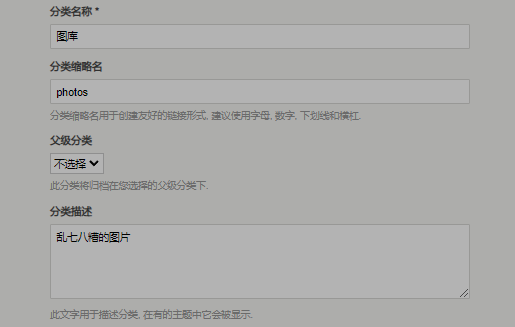 分类名称 *
图库
分类缩略名
photos
分类缩略名用于创建友好的链接形式, 建议使用字母, 数字, 下划线和横杠.
父级分类
不选择
此分类将归档在您选择的父级分类下.
分类描述
乱七八糟的图片
此文字用于描述分类, 在有的主题中它会被显示.